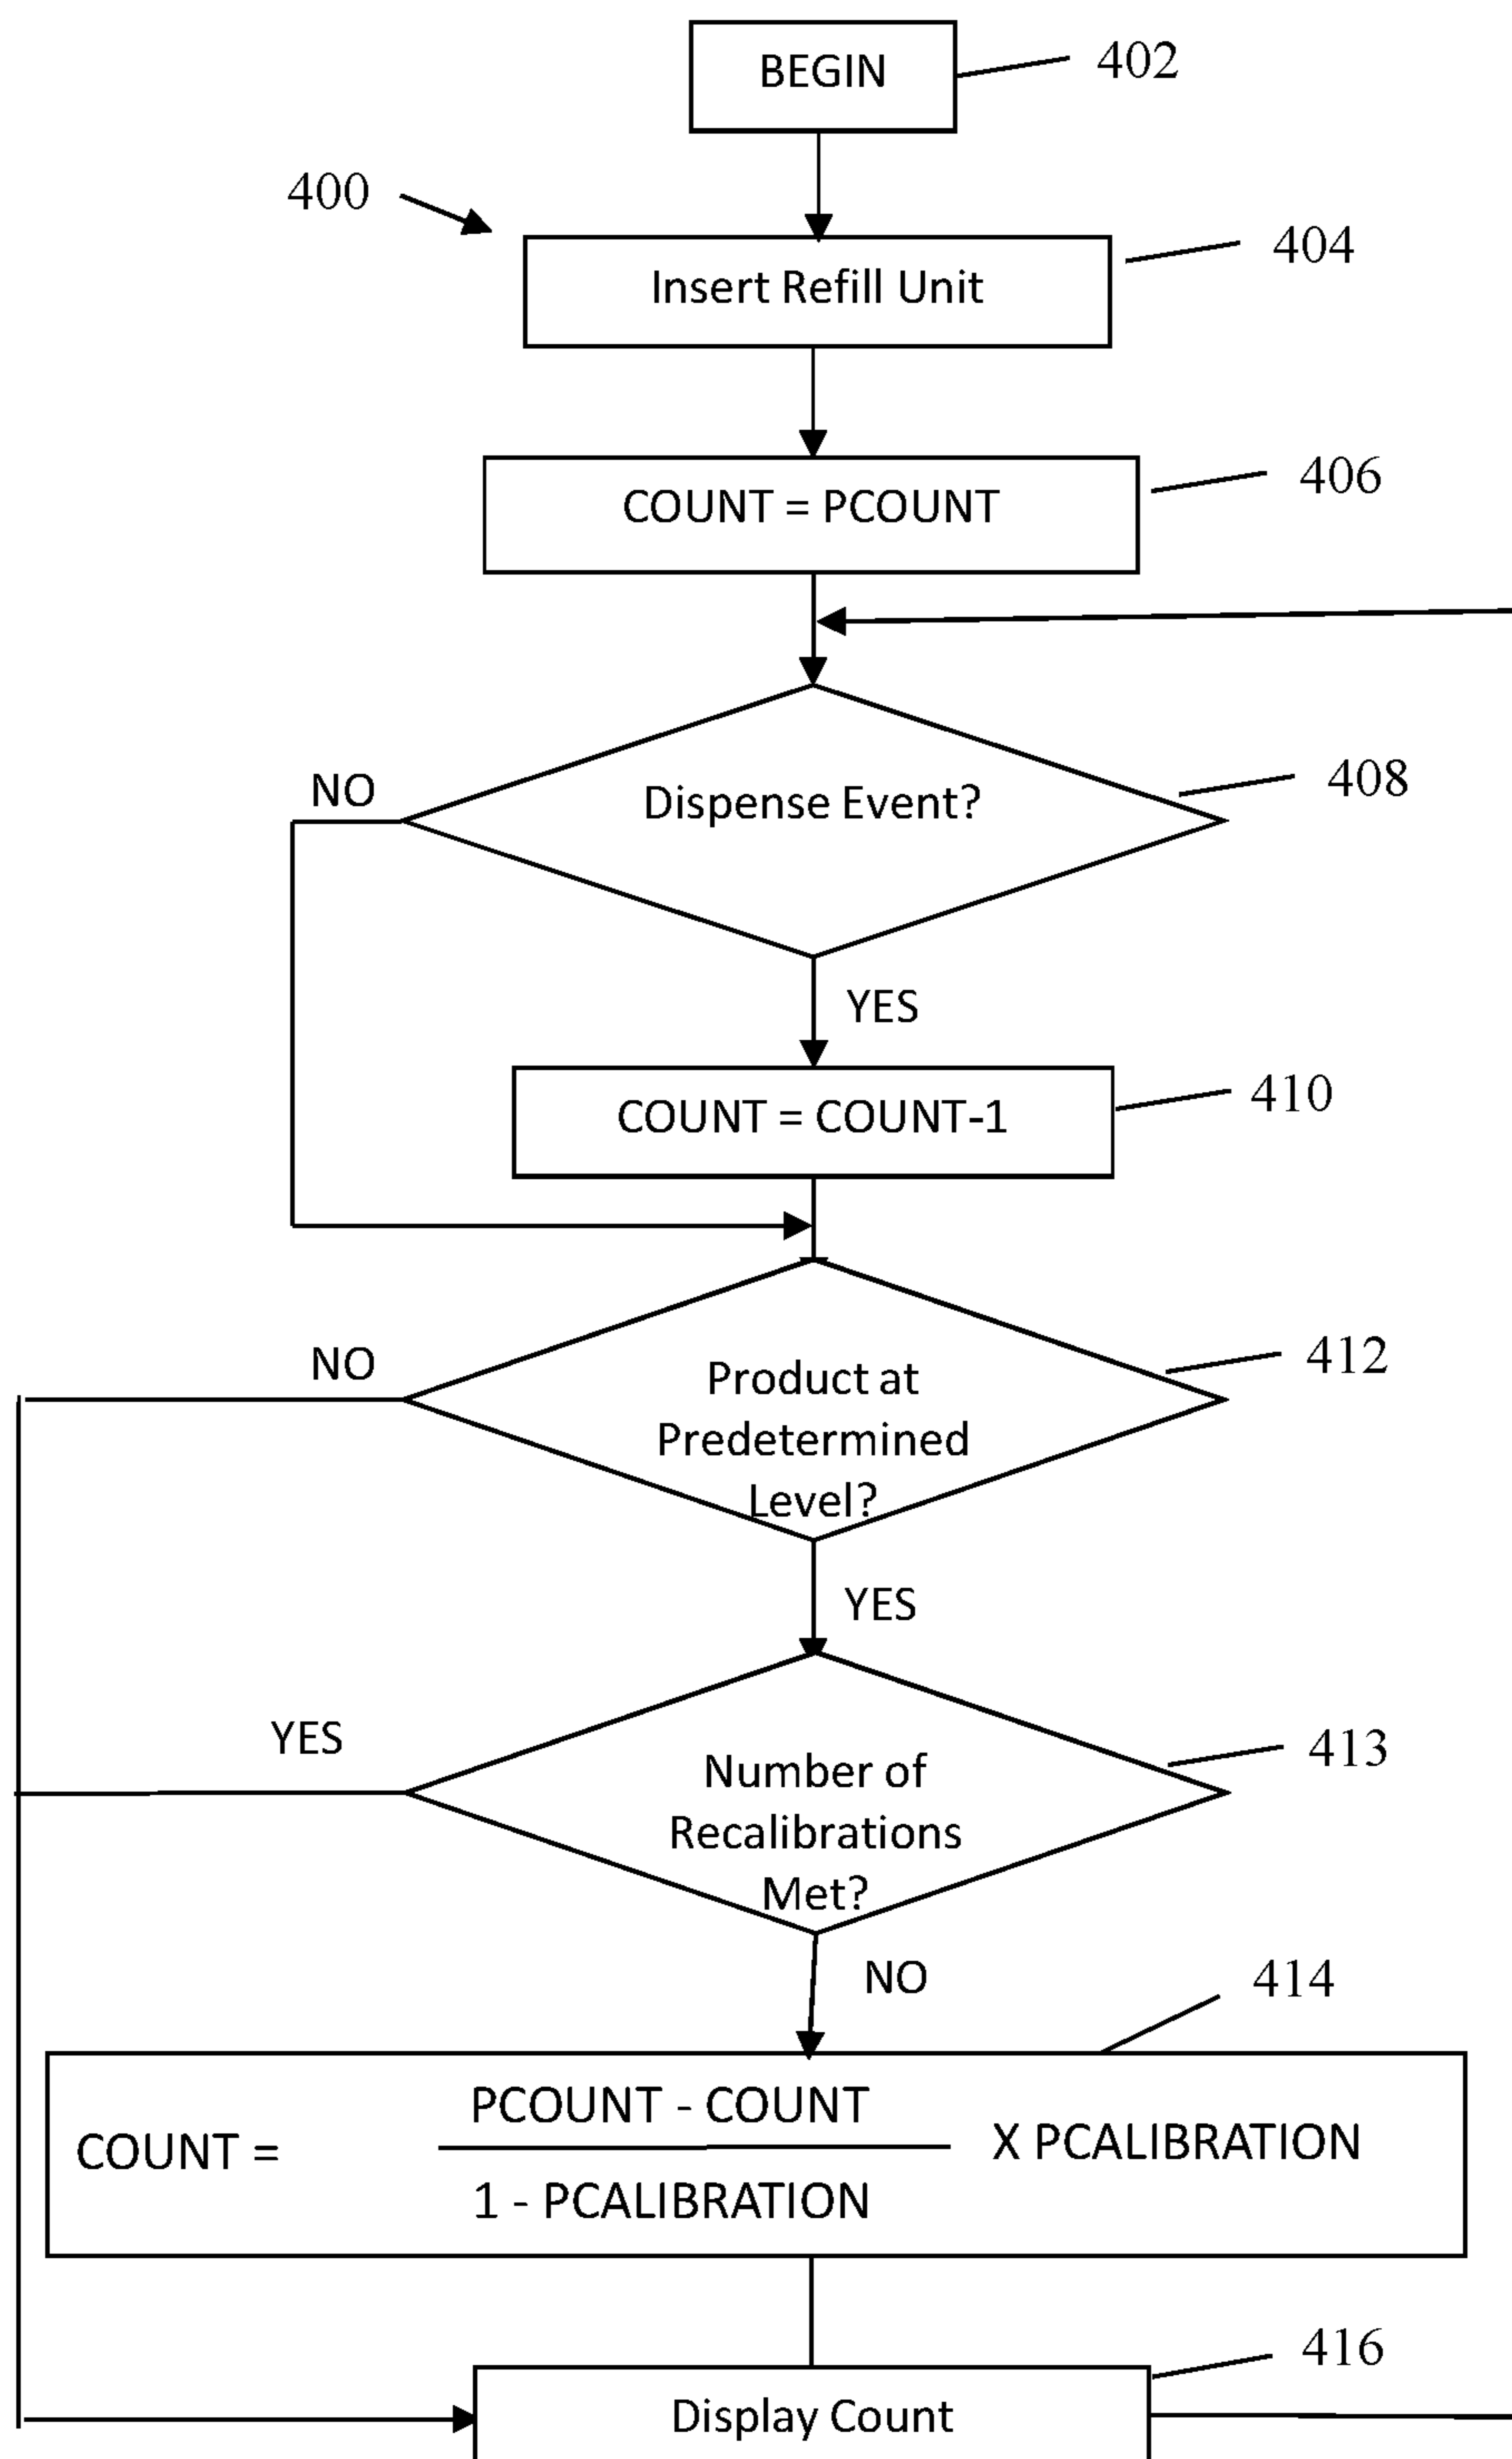 BEGIN
402
400
404
Insert Refill Unit
406
COUNT = PCOUNT
NO
Dispense Event?
408
YES
COUNT = COUNT-1
410
NO
412
Product at
Predetermined
Level?
YES
YES
413
Number of
Recalibrations
Met?
NO
414
PCOUNT - COUNT
COUNT =
X PCALIBRATION
1 - PCALIBRATION
416
Display Count